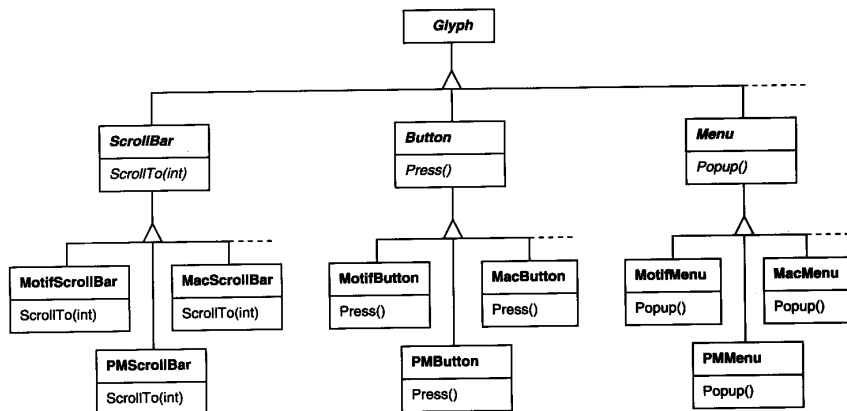 Glyph
ScrollBar
ScrollTo(int)
Button
Press()
Menu
Popup()
MotifScrollBar
ScrollTo(int)
MacScrollBar
ScrollTo(int)
PMScrollBar
ScrollTo(int)
MotifButton
Press()
MacButton
Press()
PMButton
Press()
MotifMenu
Popup()
MacMenu
Popup()
PMMenu
Popup()